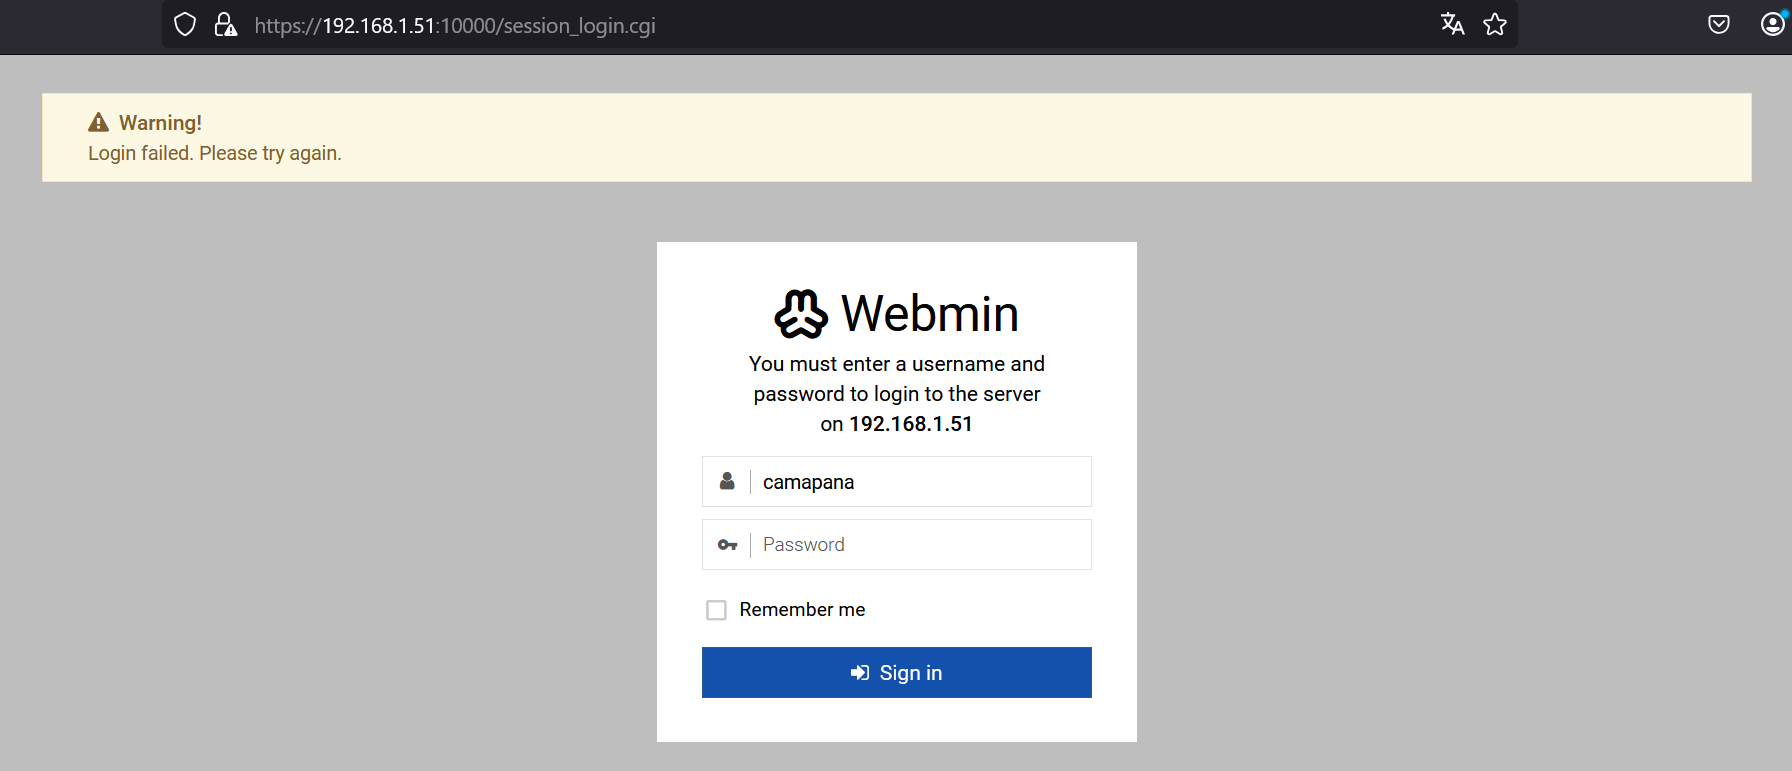 https://192.168.1.51:10000/session_login.cgi
Warning!
Login failed. Please try again.
Webmin
You must enter a username and
password to login to the server
on 192.168.1.51
camapana
Password
Remember me
Sign in